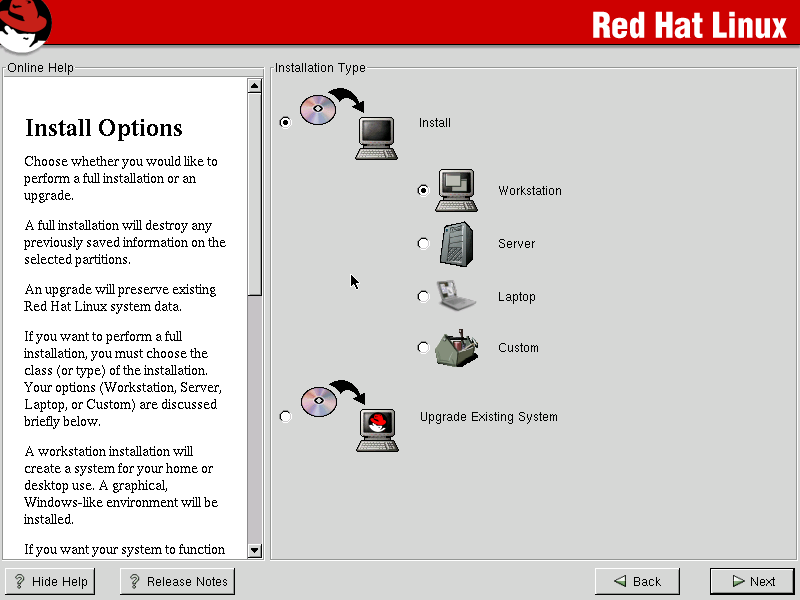 Red Hat Linux
Online Help
Install Options
Choose whether you would like to
perform a full installation or an
upgrade.
A full installation will destroy any
previously saved information on the
selected partitions.
An upgrade will preserve existing
Red Hat Linux system data.
If you want to perform a full
installation, you must choose the
class (or type) of the installation.
Your options (Workstation, Server,
Laptop, or Custom) are discussed
briefly below.
A workstation installation will
create a system for your home or
desktop use. A graphical,
Windows-like environment will be
installed.
If you want your system to function
Installation Type
Install
Workstation
Server
Laptop
Custom
Upgrade Existing System
Hide Help
Release Notes
Back
Next